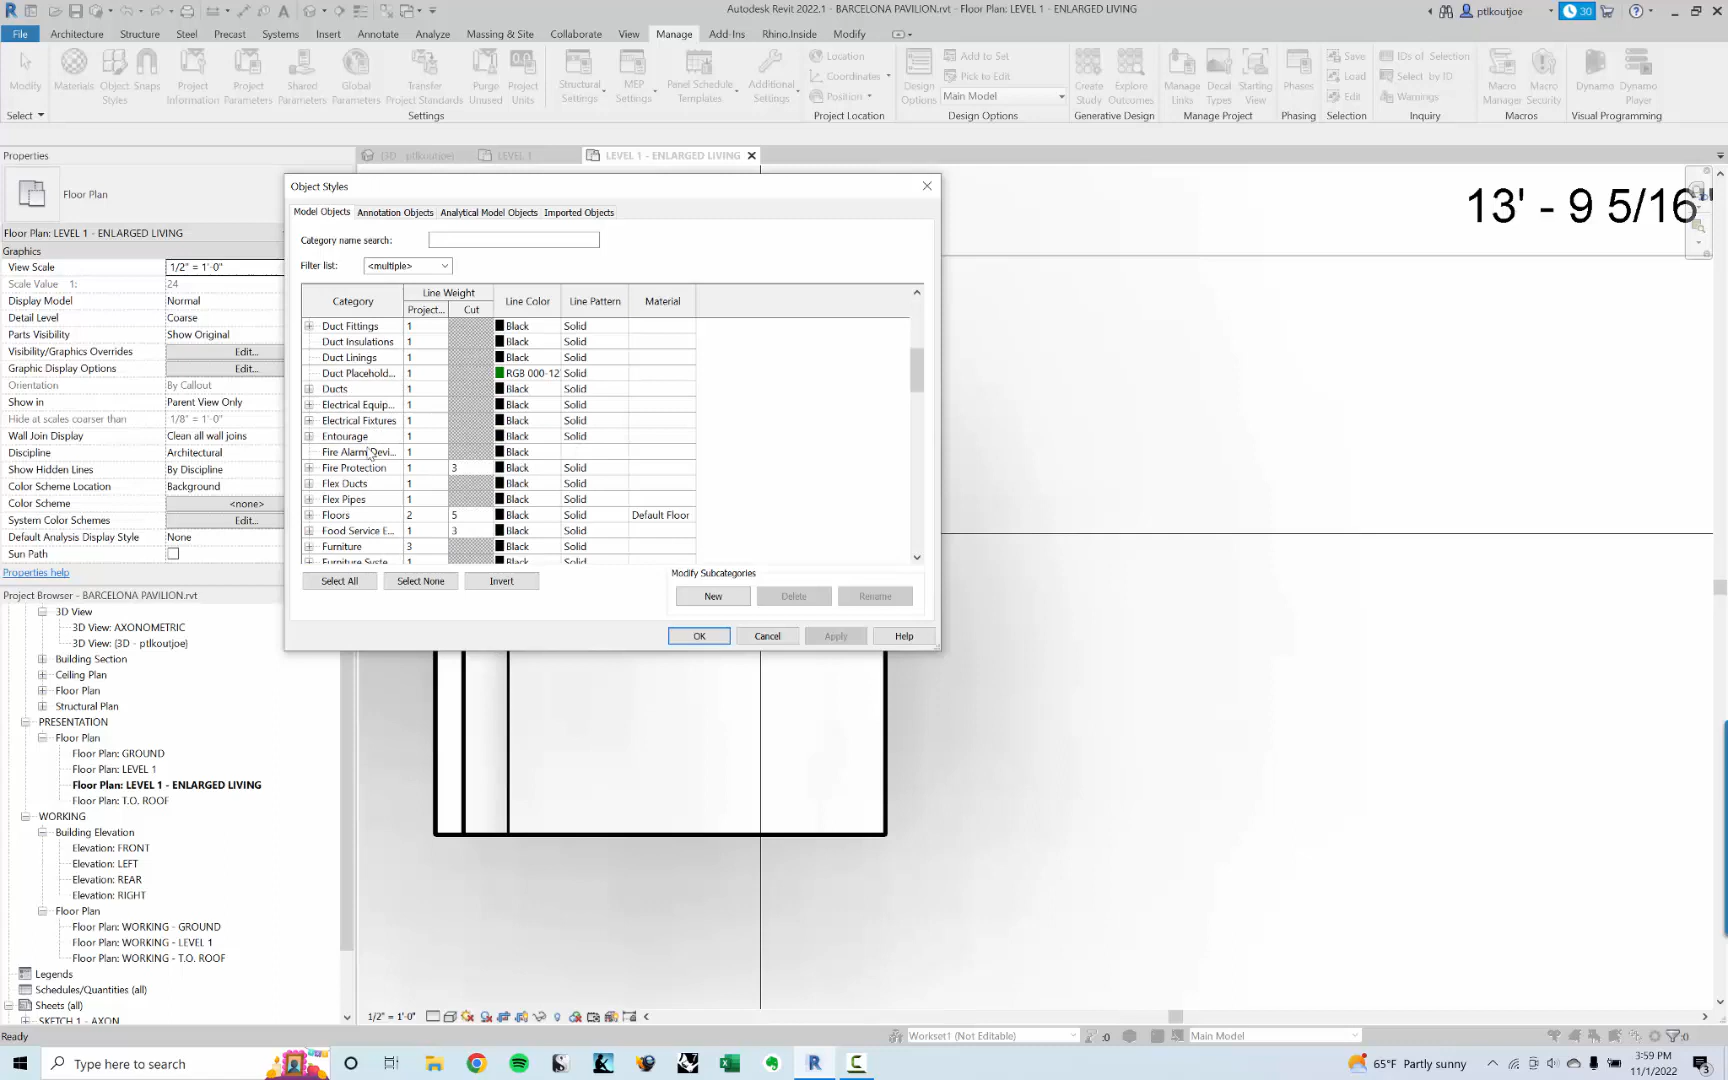 Autodesk Revit 2022.1 - BARCELONA PAVILION.rvt - Floor Plan: LEVEL 1 - ENLARGED LIVING
ptlkoutjoe
30
File Architecture Structure Steel Precast Systems Insert Annotate Analyze Massing & Site Collaborate View Manage Add-Ins Rhino.Inside Modify
Modify
Materials
Object Styles
Snaps
Project Information
Project Parameters
Shared Parameters
Global Parameters
Transfer Project Standards
Purge Unused
Project Units
Structural Settings
MEP Settings
Panel Schedule Templates
Additional Settings
Location
Coordinates
Position
Design Options
Add to Set
Pick to Edit
Main Model
Create Study
Explore Outcomes
Manage Links
Decal Types
Starting View
Phases
Save
Load
Edit
IDs of Selection
Select by ID
Warnings
Macro Manager
Macro Security
Dynamo
Dynamo Player
Select Settings Project Location Design Options Generative Design Manage Project Phasing Selection Inquiry Macros Visual Programming
Properties
Floor Plan
Floor Plan: LEVEL 1 - ENLARGED LIVING
Graphics
View Scale 1/2" = 1'-0"
Scale Value 1: 24
Display Model Normal
Detail Level Coarse
Parts Visibility Show Original
Visibility/Graphics Overrides Edit...
Graphic Display Options Edit...
Orientation By Callout
Show in Parent View Only
Hide at scales coarser than 1/8" = 1'-0"
Wall Join Display Clean all wall joins
Discipline Architectural
Show Hidden Lines By Discipline
Color Scheme Location Background
Color Scheme <none>
System Color Schemes Edit...
Default Analysis Display Style None
Sun Path
Properties help
Project Browser - BARCELONA PAVILION.rvt
3D View
3D View: AXONOMETRIC
3D View: {3D - ptlkoutjoe}
Building Section
Ceiling Plan
Floor Plan
Structural Plan
PRESENTATION
Floor Plan
Floor Plan: GROUND
Floor Plan: LEVEL 1
Floor Plan: LEVEL 1 - ENLARGED LIVING
Floor Plan: T.O. ROOF
WORKING
Building Elevation
Elevation: FRONT
Elevation: LEFT
Elevation: REAR
Elevation: RIGHT
Floor Plan
Floor Plan: WORKING - GROUND
Floor Plan: WORKING - LEVEL 1
Floor Plan: WORKING - T.O. ROOF
Legends
Schedules/Quantities (all)
Sheets (all)
SKETCH 1 - AXON
{3D - ptlkoutjoe} LEVEL 1 LEVEL 1 - ENLARGED LIVING
13' - 9 5/16"
Object Styles
Model Objects Annotation Objects Analytical Model Objects Imported Objects
Category name search:
Filter list: <multiple>
Category Line Weight Line Color Line Pattern Material
Project... Cut
Duct Fittings 1 Black Solid
Duct Insulations 1 Black Solid
Duct Linings 1 Black Solid
Duct Placehold... 1 RGB 000-12 Solid
Ducts 1 Black Solid
Electrical Equip... 1 Black Solid
Electrical Fixtures 1 Black Solid
Entourage 1 Black Solid
Fire Alarm Devi... 1 Black
Fire Protection 1 3 Black Solid
Flex Ducts 1 Black Solid
Flex Pipes 1 Black Solid
Floors 2 5 Black Solid Default Floor
Food Service E... 1 3 Black Solid
Furniture 3 Black Solid
Furniture Syste... 1 Black Solid
Select All Select None Invert
Modify Subcategories
New Delete Rename
OK Cancel Apply Help
1/2" = 1'-0"
Ready
Workset1 (Not Editable)
:0
Main Model
:0
Type here to search
65°F Partly sunny
3:59 PM
11/1/2022
3